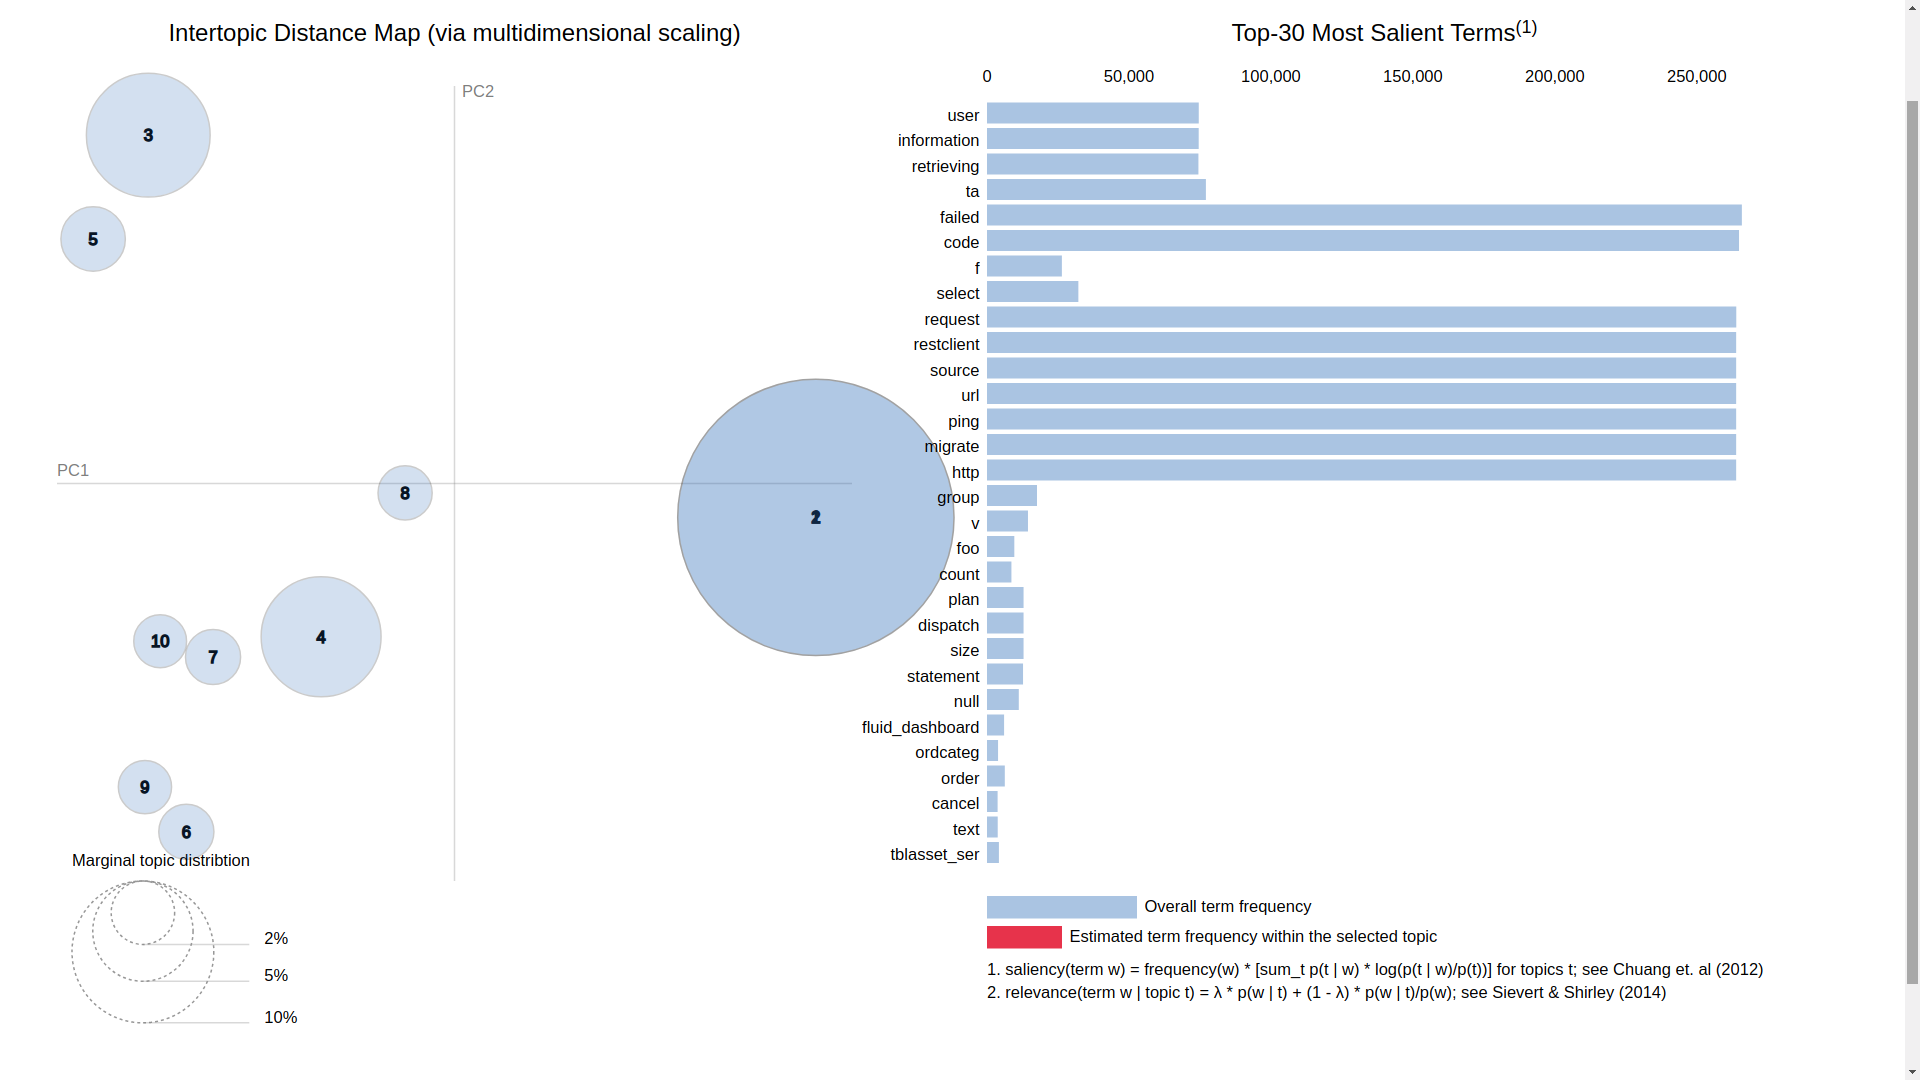 Intertopic Distance Map (via multidimensional scaling)
PC2
PC1
3
5
8
2
10
7
4
9
6
Marginal topic distribtion
2%
5%
10%
Top-30 Most Salient Terms(1)
0 50,000 100,000 150,000 200,000 250,000
user
information
retrieving
ta
failed
code
f
select
request
restclient
source
url
ping
migrate
http
group
v
foo
count
plan
dispatch
size
statement
null
fluid_dashboard
ordcateg
order
cancel
text
tblasset_ser
Overall term frequency
Estimated term frequency within the selected topic
1. saliency(term w) = frequency(w) * [sum_t p(t | w) * log(p(t | w)/p(t))] for topics t; see Chuang et. al (2012)
2. relevance(term w | topic t) = λ * p(w | t) + (1 - λ) * p(w | t)/p(w); see Sievert & Shirley (2014)